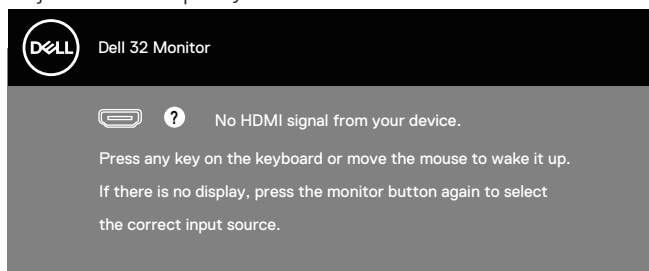 DELL
Dell 32 Monitor
? No HDMI signal from your device.
Press any key on the keyboard or move the mouse to wake it up.
If there is no display, press the monitor button again to select
the correct input source.